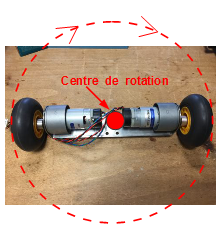 Centre de rotation